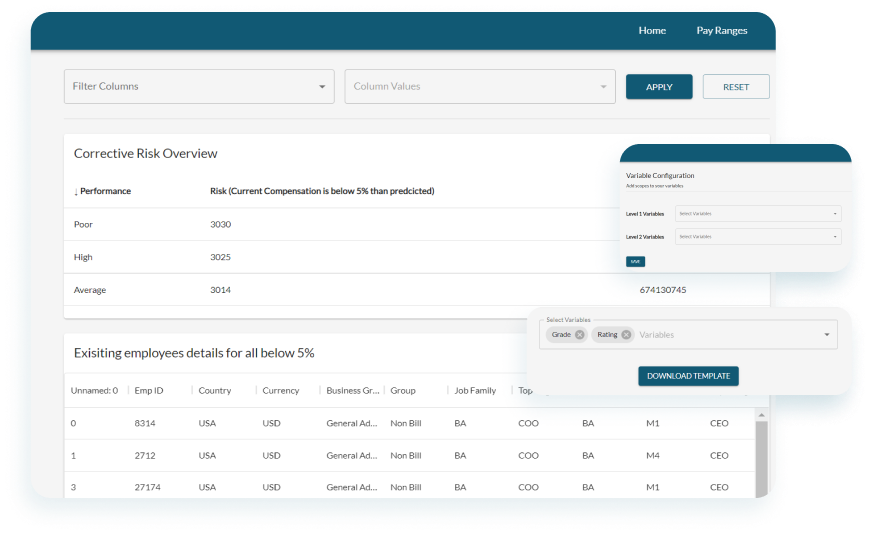 Home Pay Ranges
Filter Columns Column Values APPLY RESET
Corrective Risk Overview
↓ Performance Risk (Current Compensation is below 5% than predcicted)
Poor 3030
High 3025
Average 3014 674130745
Variable Configuration
Add scopes to your variables
Level 1 Variables Select Variables
Level 2 Variables Select Variables
SAVE
Select Variables
Grade Rating Variables
DOWNLOAD TEMPLATE
Exisiting employees details for all below 5%
Unnamed: 0 Emp ID Country Currency Business Gr... Group Job Family Top
0 8314 USA USD General Ad... Non Bill BA COO BA M1 CEO
1 2712 USA USD General Ad... Non Bill BA COO BA M4 CEO
3 27174 USA USD General Ad... Non Bill BA COO BA M1 CEO